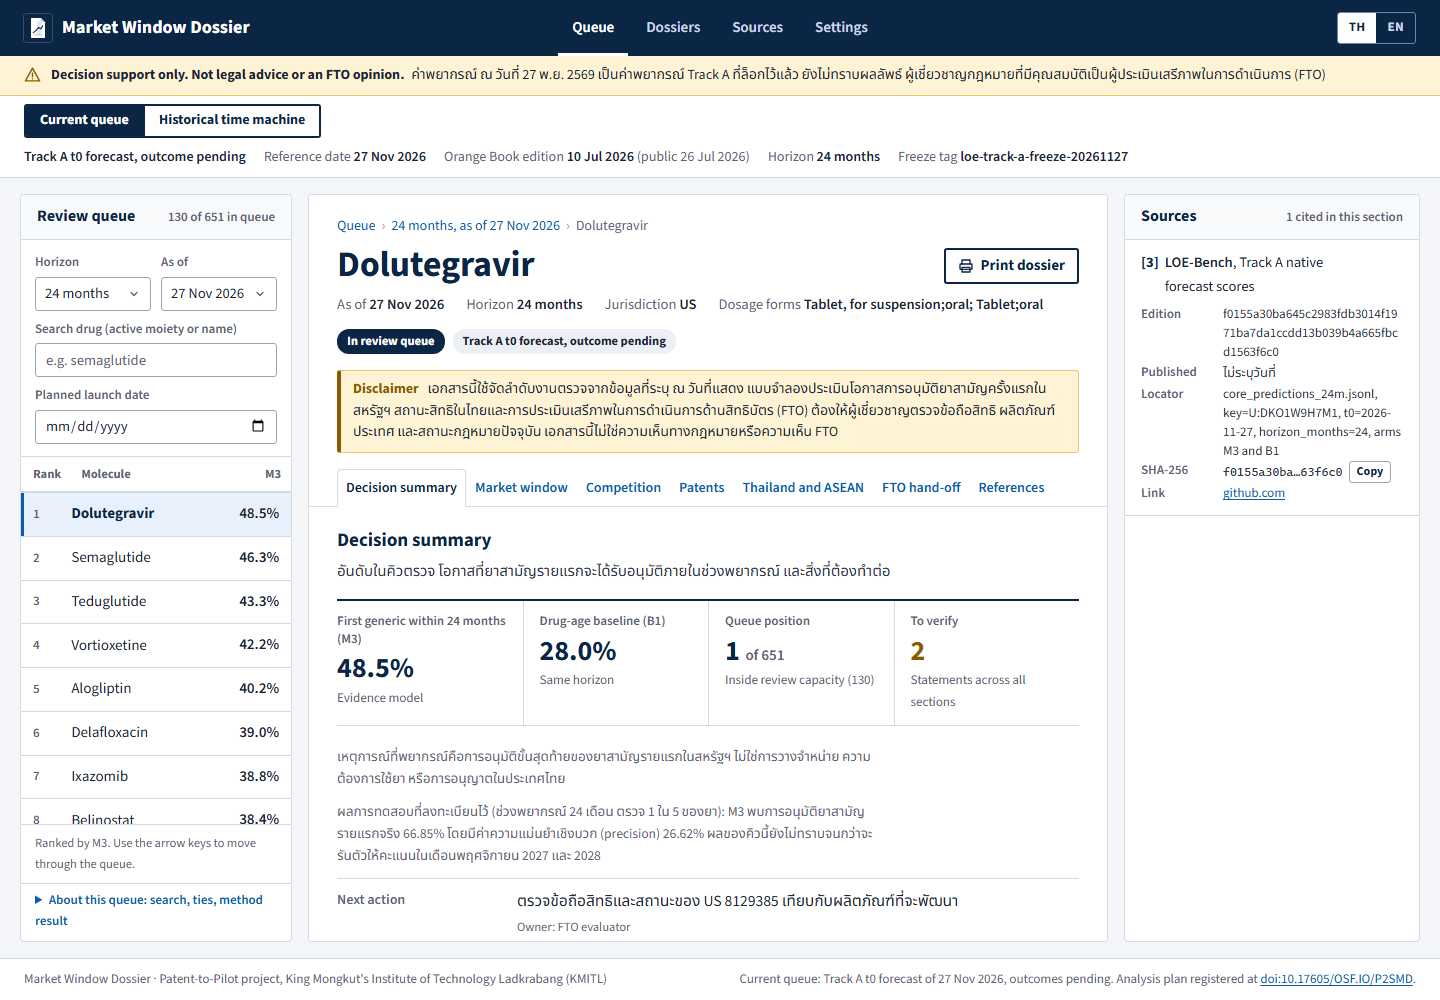 Market Window Dossier
Queue
Dossiers
Sources
Settings
TH
EN
Decision support only. Not legal advice or an FTO opinion. ค่าพยากรณ์ ณ วันที่ 27 พ.ย. 2569 เป็นค่าพยากรณ์ Track A ที่ล็อกไว้แล้ว ยังไม่ทราบผลลัพธ์ ผู้เชี่ยวชาญกฎหมายที่มีคุณสมบัติเป็นผู้ประเมินเสรีภาพในการดำเนินการ (FTO)
Current queue
Historical time machine
Track A t0 forecast, outcome pending
Reference date 27 Nov 2026
Orange Book edition 10 Jul 2026 (public 26 Jul 2026)
Horizon 24 months
Freeze tag loe-track-a-freeze-20261127
Review queue
130 of 651 in queue
Horizon
As of
24 months
27 Nov 2026
Search drug (active moiety or name)
e.g. semaglutide
Planned launch date
mm/dd/yyyy
Rank Molecule M3
1 Dolutegravir 48.5%
2 Semaglutide 46.3%
3 Teduglutide 43.3%
4 Vortioxetine 42.2%
5 Alogliptin 40.2%
6 Delafloxacin 39.0%
7 Ixazomib 38.8%
8 Belinostat 38.4%
Ranked by M3. Use the arrow keys to move
through the queue.
About this queue: search, ties, method
result
Queue › 24 months, as of 27 Nov 2026 › Dolutegravir
Dolutegravir
Print dossier
As of 27 Nov 2026
Horizon 24 months
Jurisdiction US
Dosage forms Tablet, for suspension;oral; Tablet;oral
In review queue
Track A t0 forecast, outcome pending
Disclaimer เอกสารนี้ใช้จัดลำดับงานตรวจจากข้อมูลที่ระบุ ณ วันที่แสดง แบบจำลองประเมินโอกาสการอนุมัติยาสามัญครั้งแรกใน
สหรัฐฯ สถานะสิทธิในไทยและการประเมินเสรีภาพในการดำเนินการด้านสิทธิบัตร (FTO) ต้องให้ผู้เชี่ยวชาญตรวจข้อถือสิทธิ ผลิตภัณฑ์
ประเทศ และสถานะกฎหมายปัจจุบัน เอกสารนี้ไม่ใช่ความเห็นทางกฎหมายหรือความเห็น FTO
Decision summary
Market window
Competition
Patents
Thailand and ASEAN
FTO hand-off
References
Decision summary
อันดับในคิวตรวจ โอกาสที่ยาสามัญรายแรกจะได้รับอนุมัติภายในช่วงพยากรณ์ และสิ่งที่ต้องทำต่อ
First generic within 24 months
(M3)
48.5%
Evidence model
Drug-age baseline (B1)
28.0%
Same horizon
Queue position
1 of 651
Inside review capacity (130)
To verify
2
Statements across all
sections
เหตุการณ์ที่พยากรณ์คือการอนุมัติขั้นสุดท้ายของยาสามัญรายแรกในสหรัฐฯ ไม่ใช่การวางจำหน่าย ความ
ต้องการใช้ยา หรือการอนุญาตในประเทศไทย
ผลการทดสอบที่ลงทะเบียนไว้ (ช่วงพยากรณ์ 24 เดือน ตรวจ 1 ใน 5 ของยา): M3 พบการอนุมัติยาสามัญ
รายแรกจริง 66.85% โดยมีค่าความแม่นยำเชิงบวก (precision) 26.62% ผลของคิวนี้ยังไม่ทราบจนกว่าจะ
รันตัวให้คะแนนในเดือนพฤศจิกายน 2027 และ 2028
Next action
ตรวจข้อถือสิทธิและสถานะของ US 8129385 เทียบกับผลิตภัณฑ์ที่จะพัฒนา
Owner: FTO evaluator
Sources
1 cited in this section
[3] LOE-Bench, Track A native
forecast scores
Edition f0155a30ba645c2983fdb3014f19
71ba7da1ccdd13b039b4a665fbc
d1563f6c0
Published ไม่ระบุวันที่
Locator core_predictions_24m.jsonl,
key=U:DKO1W9H7M1, t0=2026-
11-27, horizon_months=24, arms
M3 and B1
SHA-256 f0155a30ba…63f6c0 Copy
Link github.com
Market Window Dossier · Patent-to-Pilot project, King Mongkut's Institute of Technology Ladkrabang (KMITL)
Current queue: Track A t0 forecast of 27 Nov 2026, outcomes pending. Analysis plan registered at doi:10.17605/OSF.IO/P2SMD.